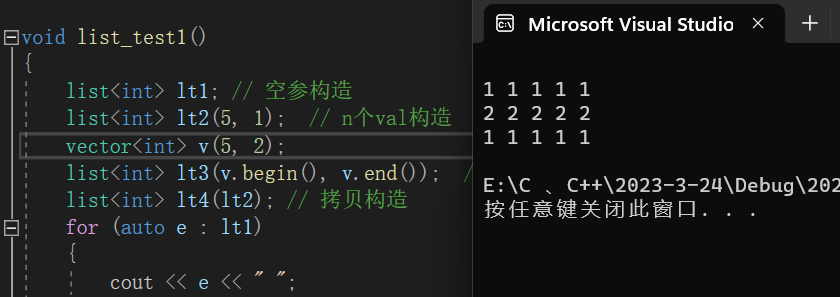 void list_test1()
{
list<int> lt1; // 空参构造
list<int> lt2(5, 1); // n个val构造
vector<int> v(5, 2);
list<int> lt3(v.begin(), v.end()); /
list<int> lt4(lt2); // 拷贝构造
for (auto e : lt1)
{
cout << e << " ";
Microsoft Visual Studio
1 1 1 1 1
2 2 2 2 2
1 1 1 1 1
E:\C 、C++\2023-3-24\Debug\202
按任意键关闭此窗口. . .